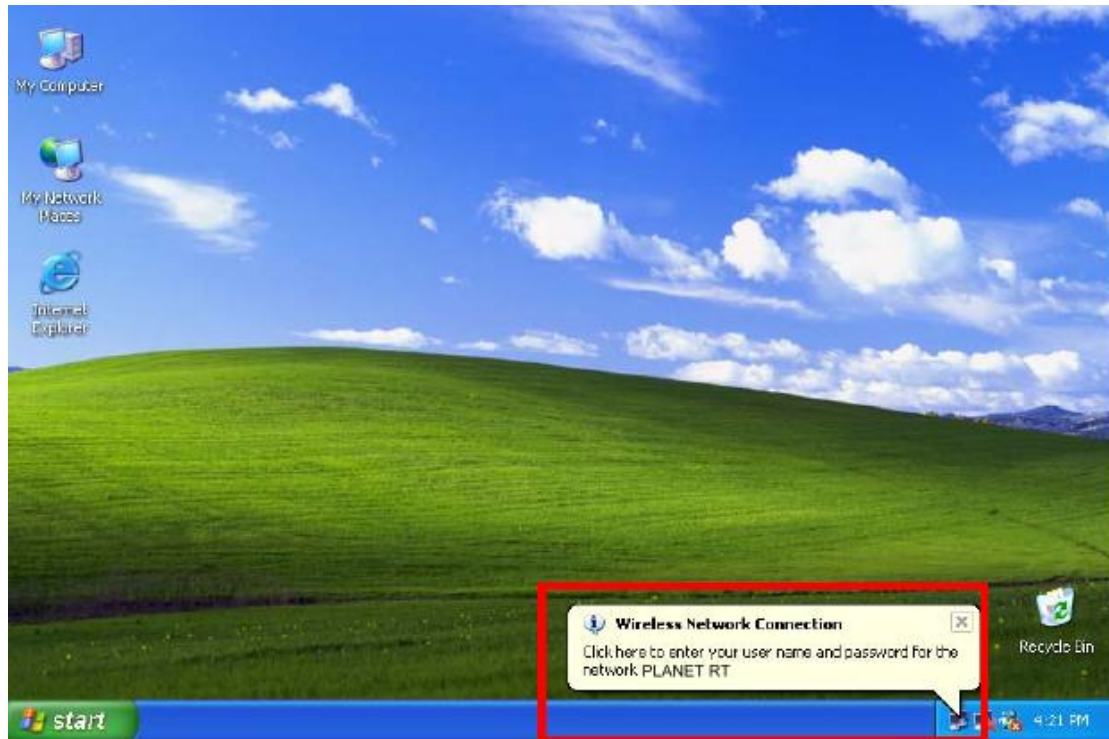 My Computer
My Network
Places
Internet
Explorer
Wireless Network Connection
Click here to enter your user name and password for the
network PLANET RT
Recycle Bin
start
4:21 PM